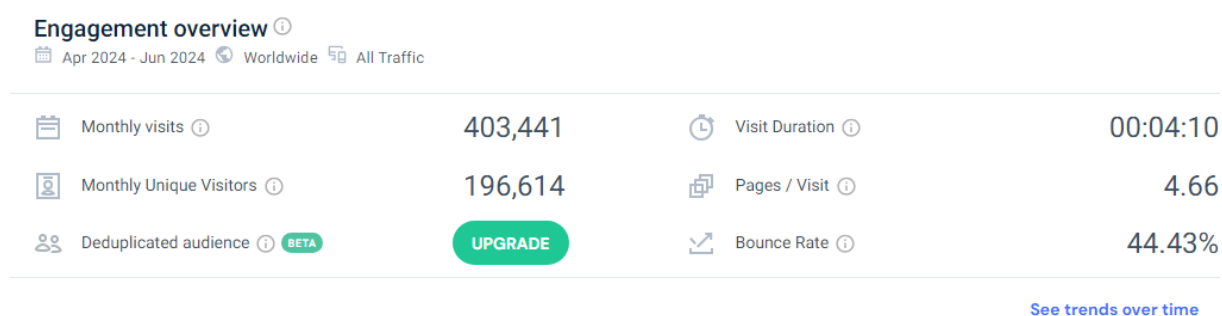 Engagement overview
Apr 2024 - Jun 2024 Worldwide All Traffic
Monthly visits 403,441 Visit Duration 00:04:10
Monthly Unique Visitors 196,614 Pages / Visit 4.66
Deduplicated audience BETA UPGRADE Bounce Rate 44.43%
See trends over time